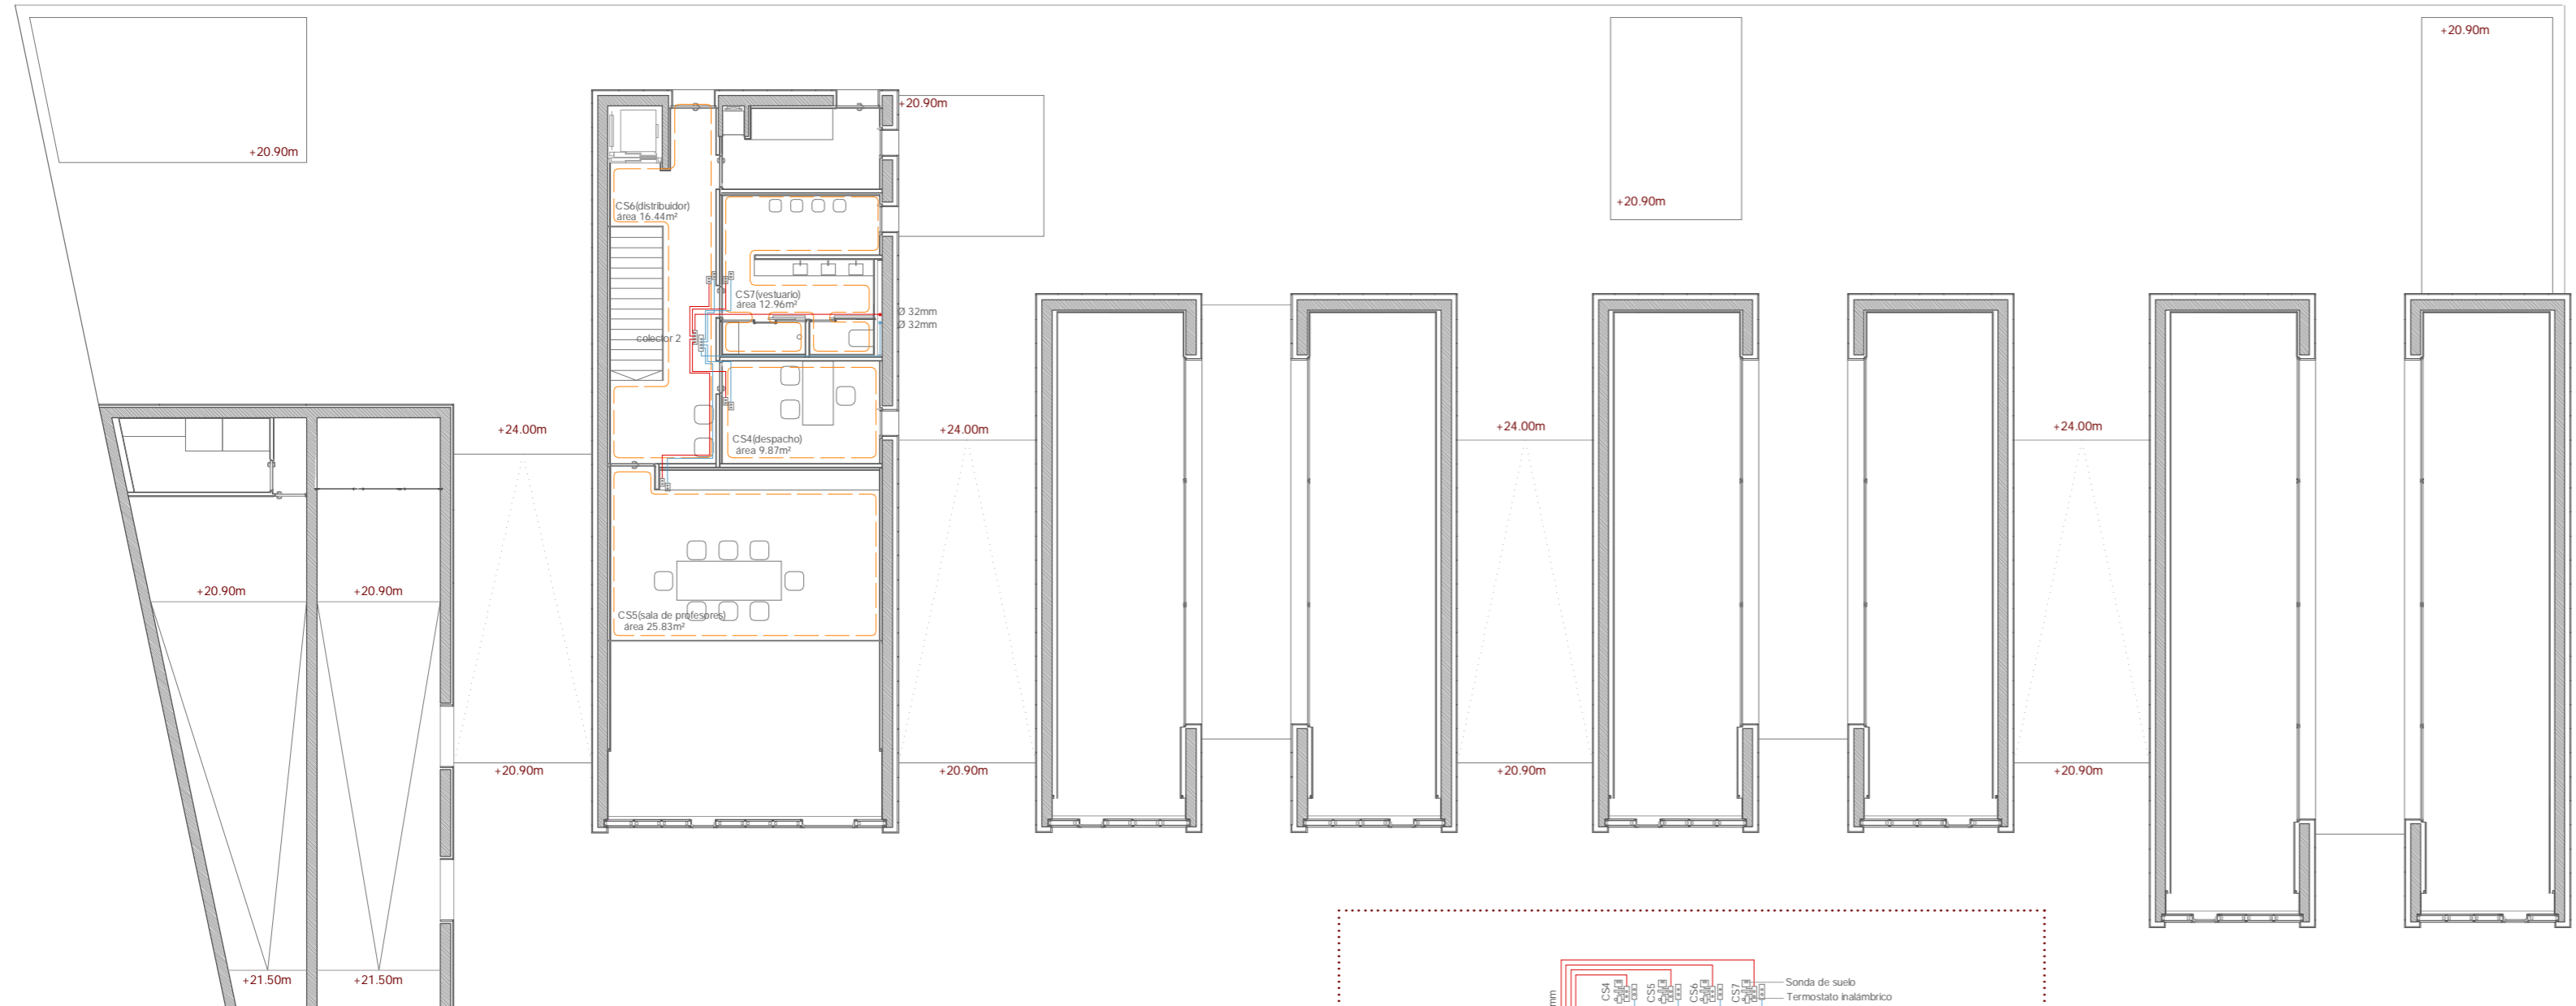 +20.90m
+20.90m
+20.90m
+20.90m
+20.90m
CS6(distribuidor)
área 16.44m²
CS7(vestuario)
área 12.96m²
Ø 32mm
Ø 32mm
colector 2
+24.00m
+24.00m
+24.00m
+24.00m
CS4(despacho)
área 9.87m²
+20.90m
+20.90m
CS5(sala de profesores)
área 25.83m²
+20.90m
+20.90m
+20.90m
+20.90m
+21.50m
+21.50m
mm
CS4
CS5
CS6
CS7
Sonda de suelo
Termostato inalámbrico